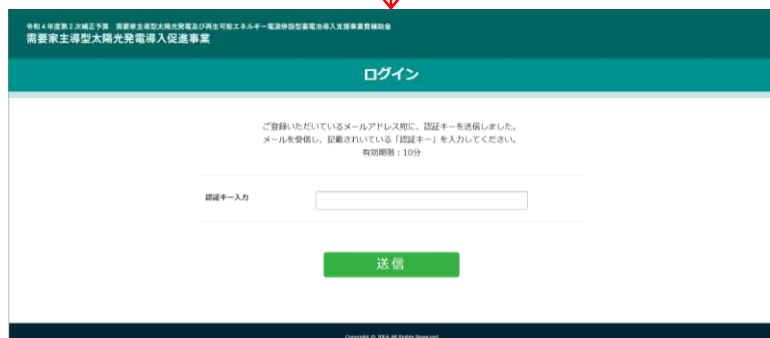 令和4年度第2次補正予算 需要家主導型太陽光発電及び再生可能エネルギー電源併設型蓄電池導入支援事業費補助金
需要家主導型太陽光発電導入促進事業
ログイン
ご登録いただいているメールアドレス宛に、認証キーを送信しました。
メールを受信し、記載されいている「認証キー」を入力してください。
有効期限：10分
認証キー入力
送信
Copyright © JPEA All Rights Reserved.